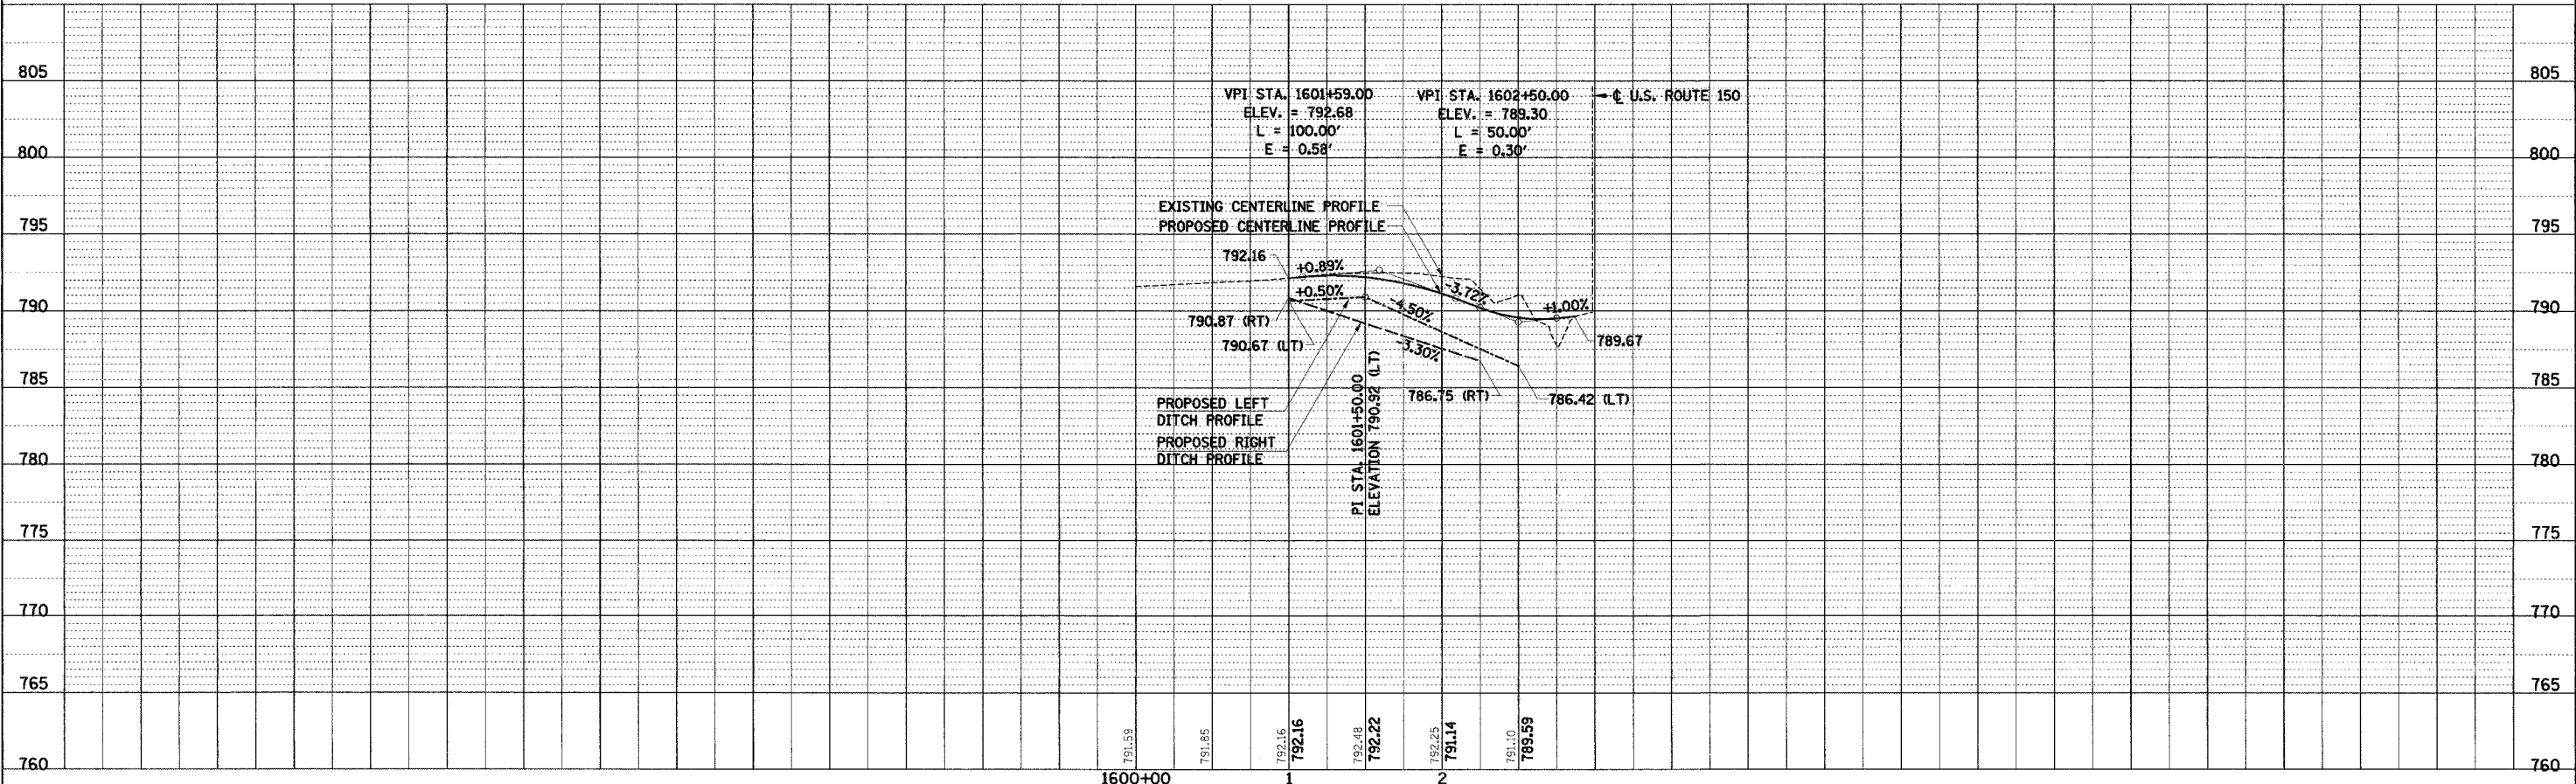 805 805
VPI STA. 1601+59.00
ELEV. = 792.68
L = 100.00'
E = 0.58'
VPI STA. 1602+50.00
ELEV. = 789.30
L = 50.00'
E = 0.30'
℄ U.S. ROUTE 150
800 800
EXISTING CENTERLINE PROFILE
PROPOSED CENTERLINE PROFILE
795 795
792.16
+0.89%
-3.72%
+0.50%
-4.50%
+1.00%
790 790
790.87 (RT)
790.67 (LT)
-3.30%
789.67
785 785
786.75 (RT)
786.42 (LT)
PROPOSED LEFT
DITCH PROFILE
PROPOSED RIGHT
DITCH PROFILE
PI STA. 1601+50.00
ELEVATION 790.92 (LT)
780 780
775 775
770 770
765 765
791.59
791.85
792.16
792.16
792.48
792.22
792.25
791.14
791.10
789.59
760 760
1600+00 1 2